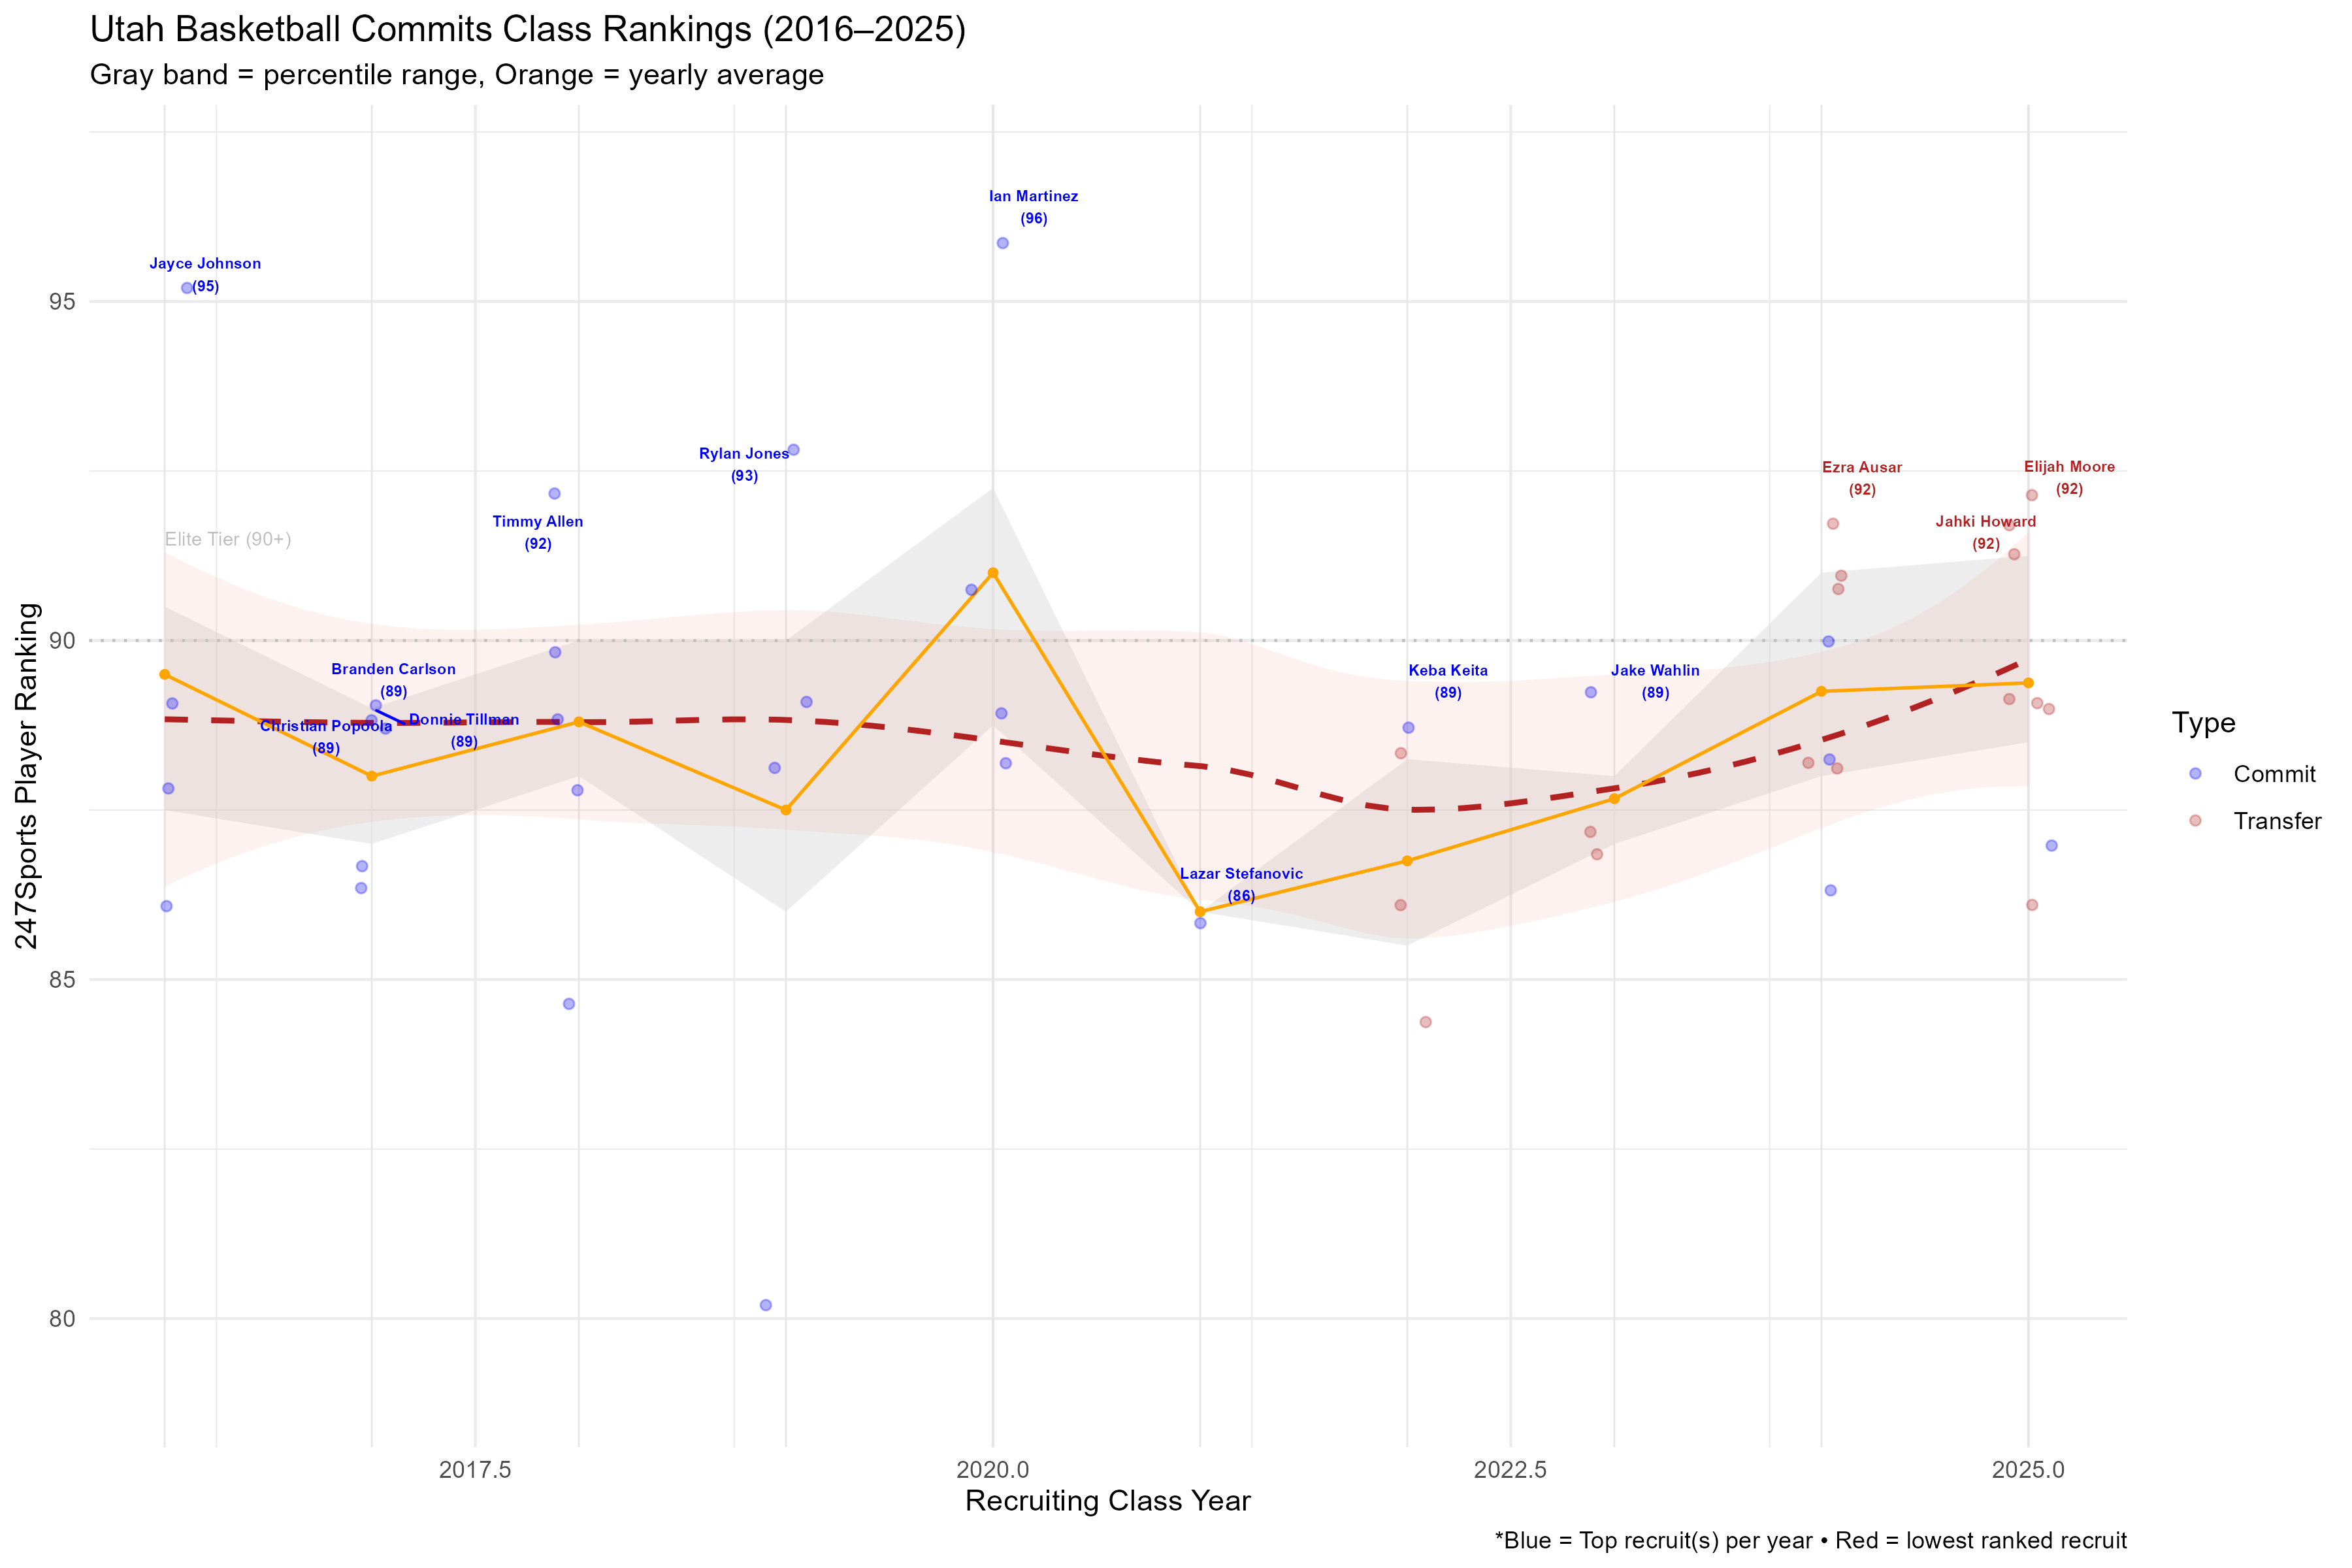 Utah Basketball Commits Class Rankings (2016–2025)
Gray band = percentile range, Orange = yearly average
Ian Martinez
(96)
Jayce Johnson
(95)
95
Rylan Jones
(93)
Ezra Ausar
(92)
Elijah Moore
(92)
Timmy Allen
(92)
Jahki Howard
(92)
Elite Tier (90+)
90
Branden Carlson
(89)
Keba Keita
(89)
Jake Wahlin
(89)
Christian Popoola
(89)
Donnie Tillman
(89)
Lazar Stefanovic
(86)
85
80
247Sports Player Ranking
2017.5
2020.0
2022.5
2025.0
Recruiting Class Year
Type
Commit
Transfer
*Blue = Top recruit(s) per year • Red = lowest ranked recruit